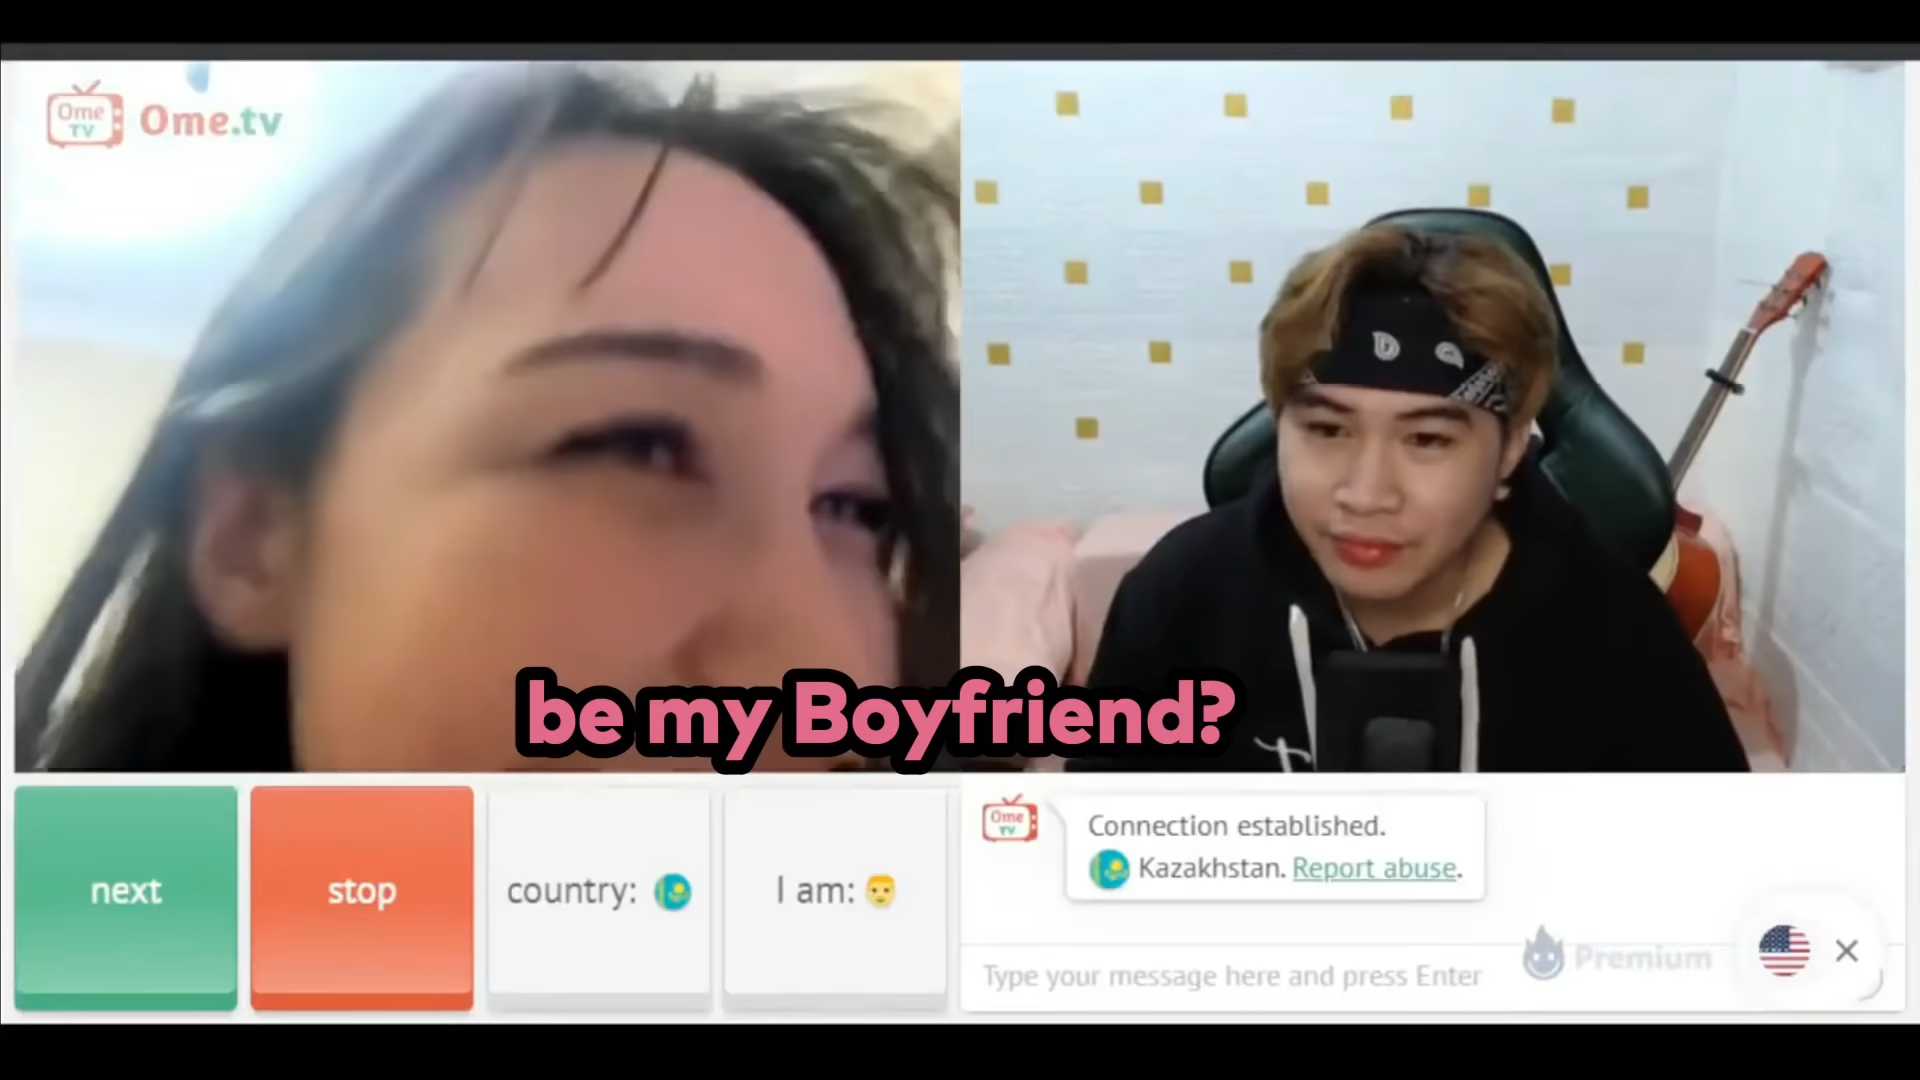 Ome
TV
Ome.tv
be my Boyfriend?
next
stop
country:
I am:
Ome
TV
Connection established.
Kazakhstan. Report abuse.
Type your message here and press Enter
Premium